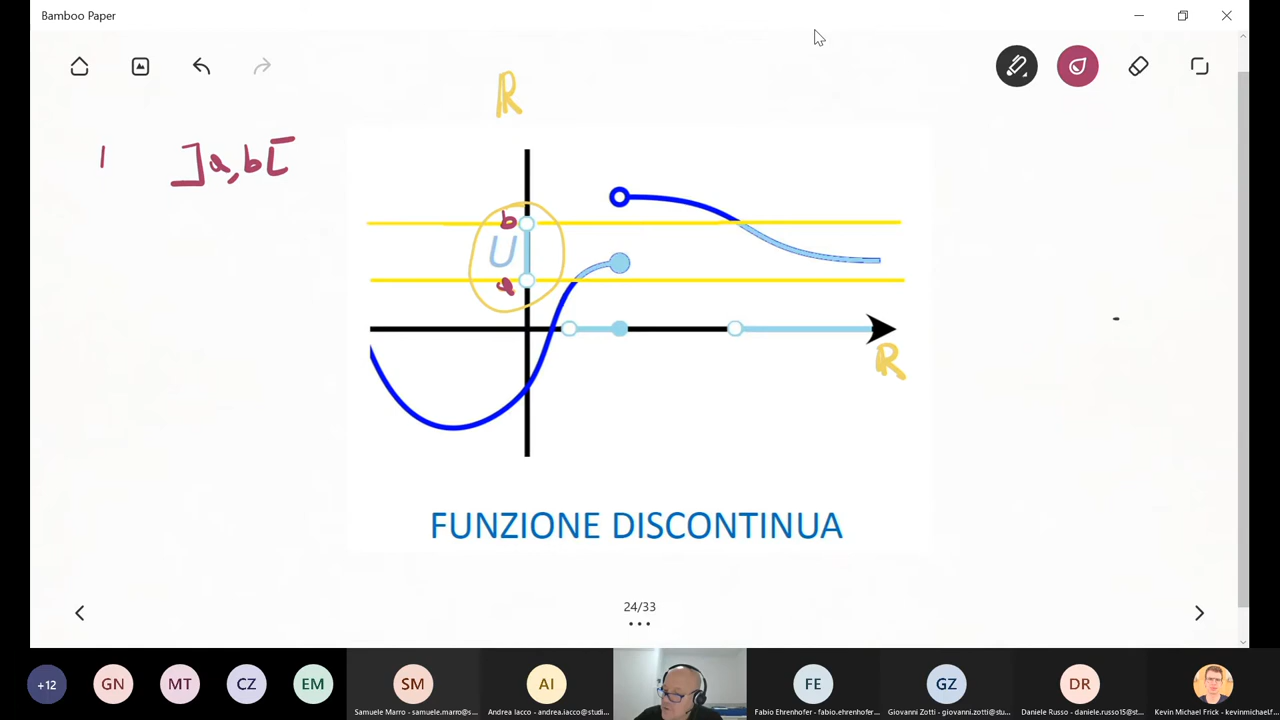 Bamboo Paper
R
]a,b[
b
U
a
R
FUNZIONE DISCONTINUA
24/33
+12
GN
MT
CZ
EM
SM
AI
FE
GZ
DR
Samuele Marro - samuele.marro@s...
Andrea Iacco - andrea.iacco@studi...
Fabio Ehrenhofer - fabio.ehrenhofer...
Giovanni Zotti - giovanni.zotti@stu...
Daniele Russo - daniele.russo15@st...
Kevin Michael Frick - kevinmichael.f...